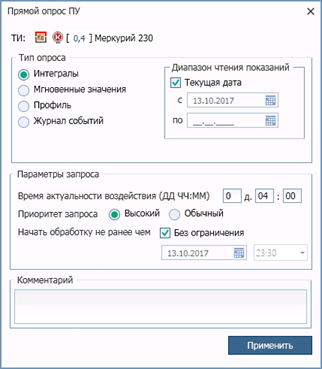 Прямой опрос ПУ
ТИ: [ 0,4 ] Меркурий 230
Тип опроса
Интегралы
Мгновенные значения
Профиль
Журнал событий
Диапазон чтения показаний
Текущая дата
с 13.10.2017
по __.__.____
Параметры запроса
Время актуальности воздействия (ДД ЧЧ:ММ) 0 д. 04 : 00
Приоритет запроса Высокий Обычный
Начать обработку не ранее чем Без ограничения
13.10.2017 23:30
Комментарий
Применить